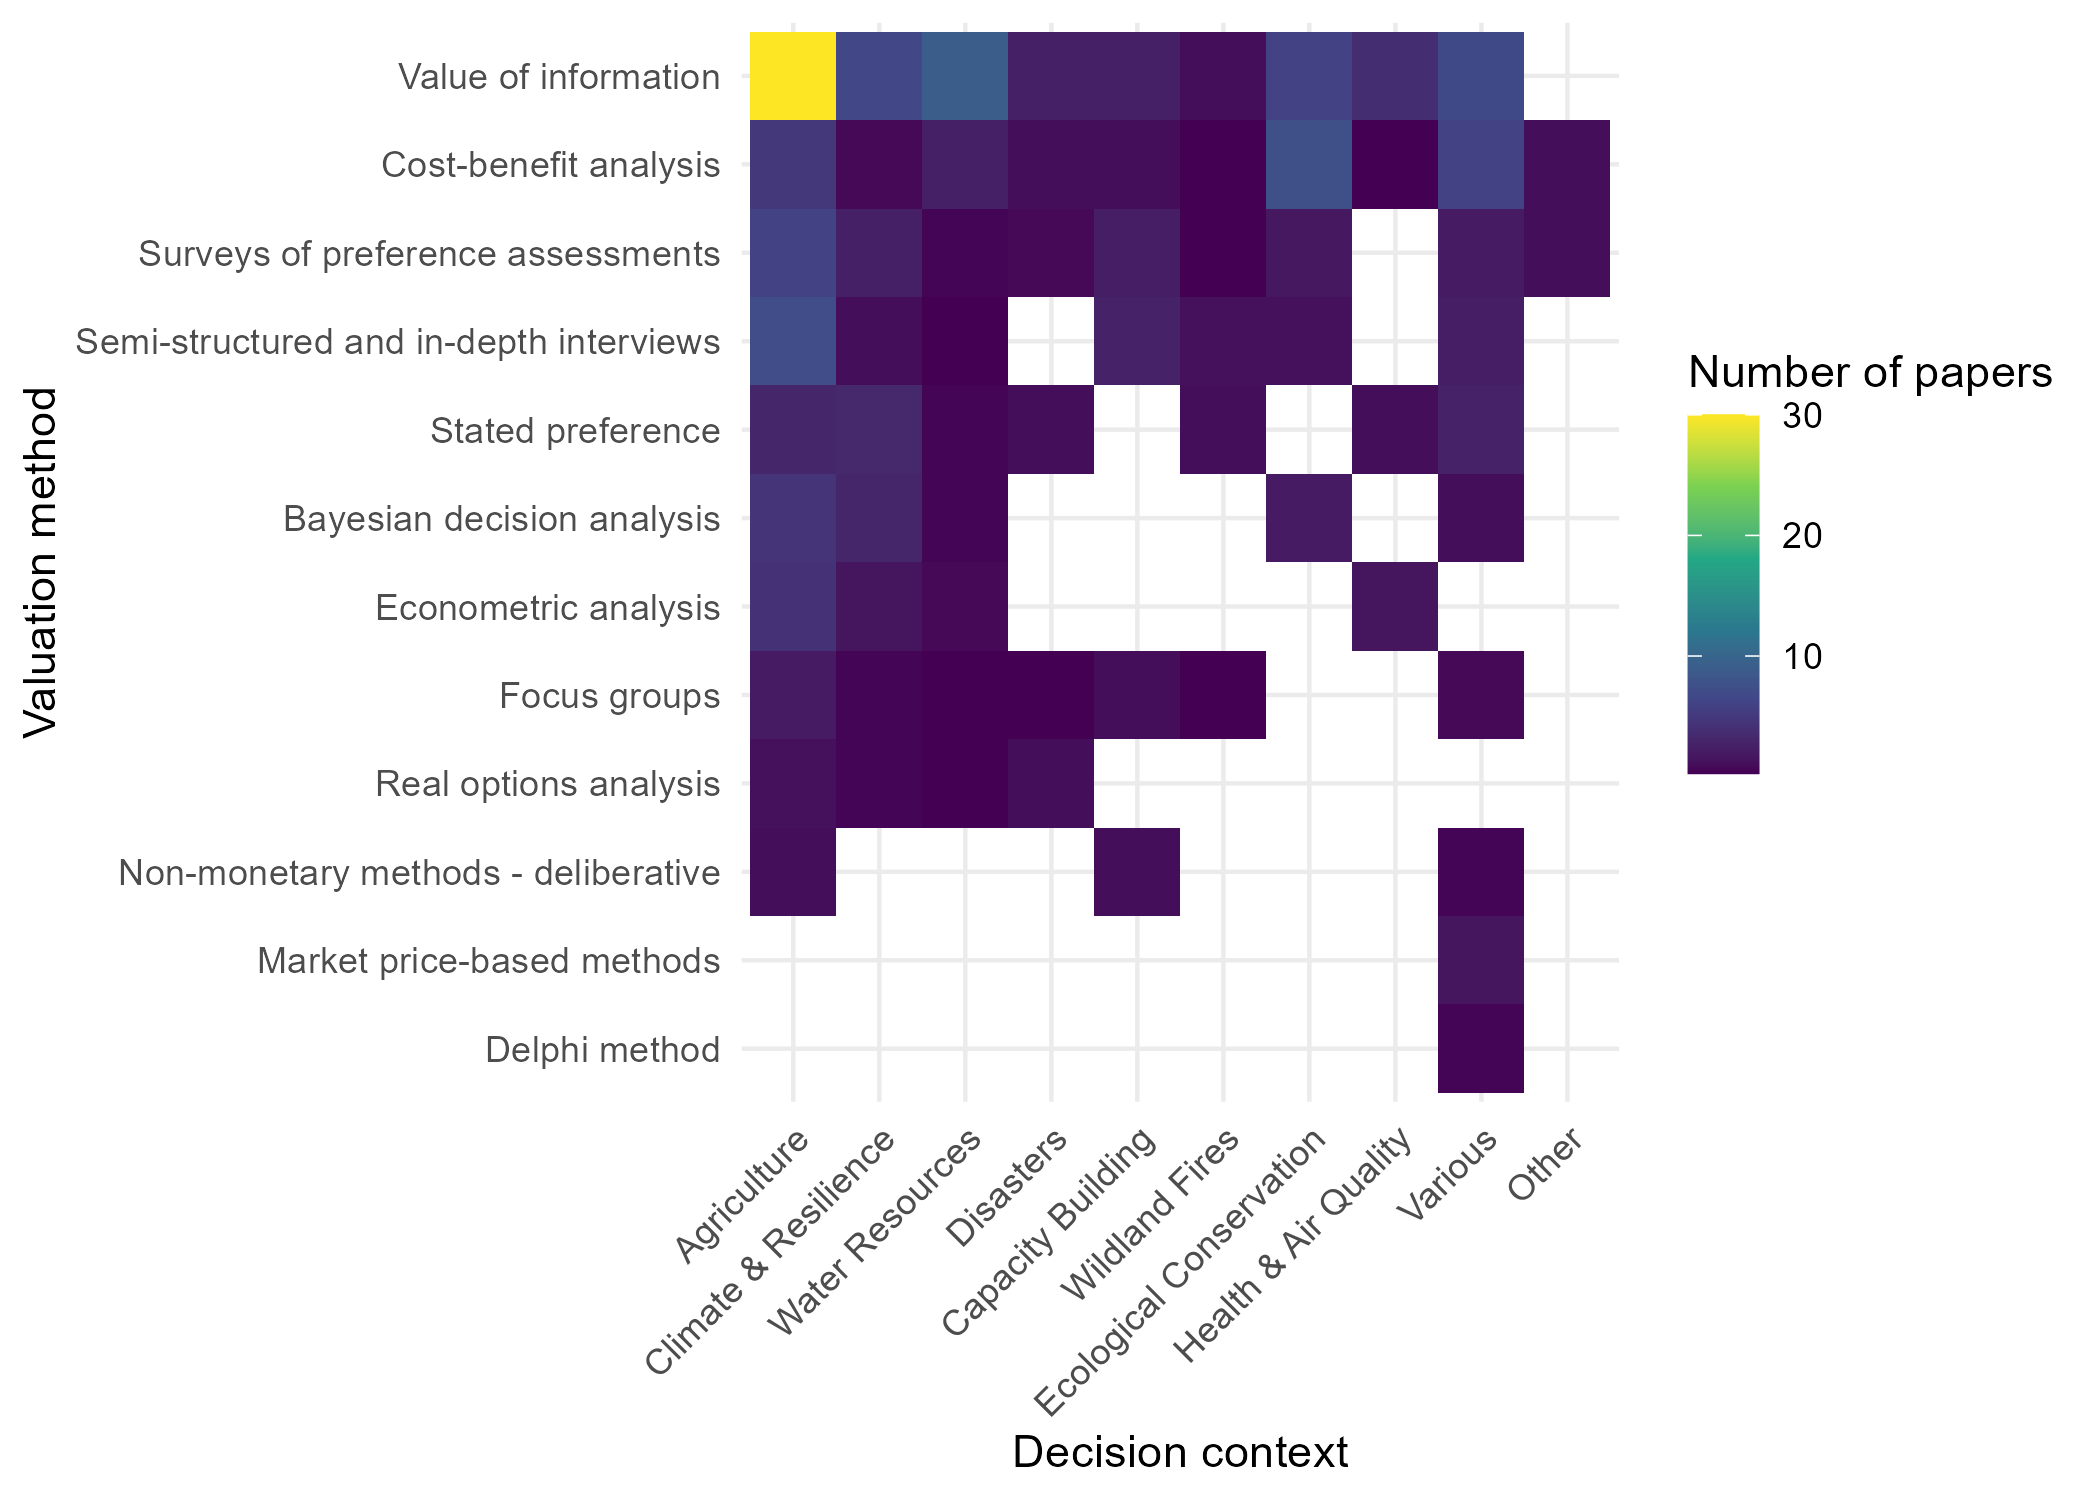 Value of information
Cost-benefit analysis
Surveys of preference assessments
Semi-structured and in-depth interviews
Stated preference
Bayesian decision analysis
Econometric analysis
Focus groups
Real options analysis
Non-monetary methods - deliberative
Market price-based methods
Delphi method
Valuation method
Agriculture
Climate & Resilience
Water Resources
Disasters
Capacity Building
Wildland Fires
Ecological Conservation
Health & Air Quality
Various
Other
Decision context
Number of papers
30
20
10